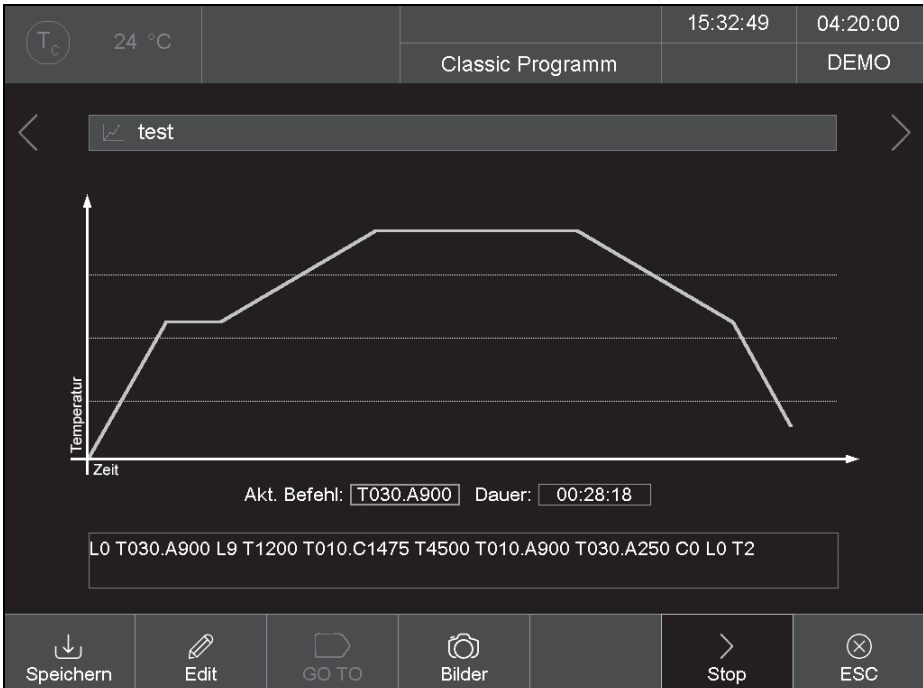 Tc 24 °C 15:32:49 04:20:00
Classic Programm DEMO
test
Temperatur
Zeit
Akt. Befehl: T030.A900 Dauer: 00:28:18
L0 T030.A900 L9 T1200 T010.C1475 T4500 T010.A900 T030.A250 C0 L0 T2
Speichern Edit GO TO Bilder Stop ESC